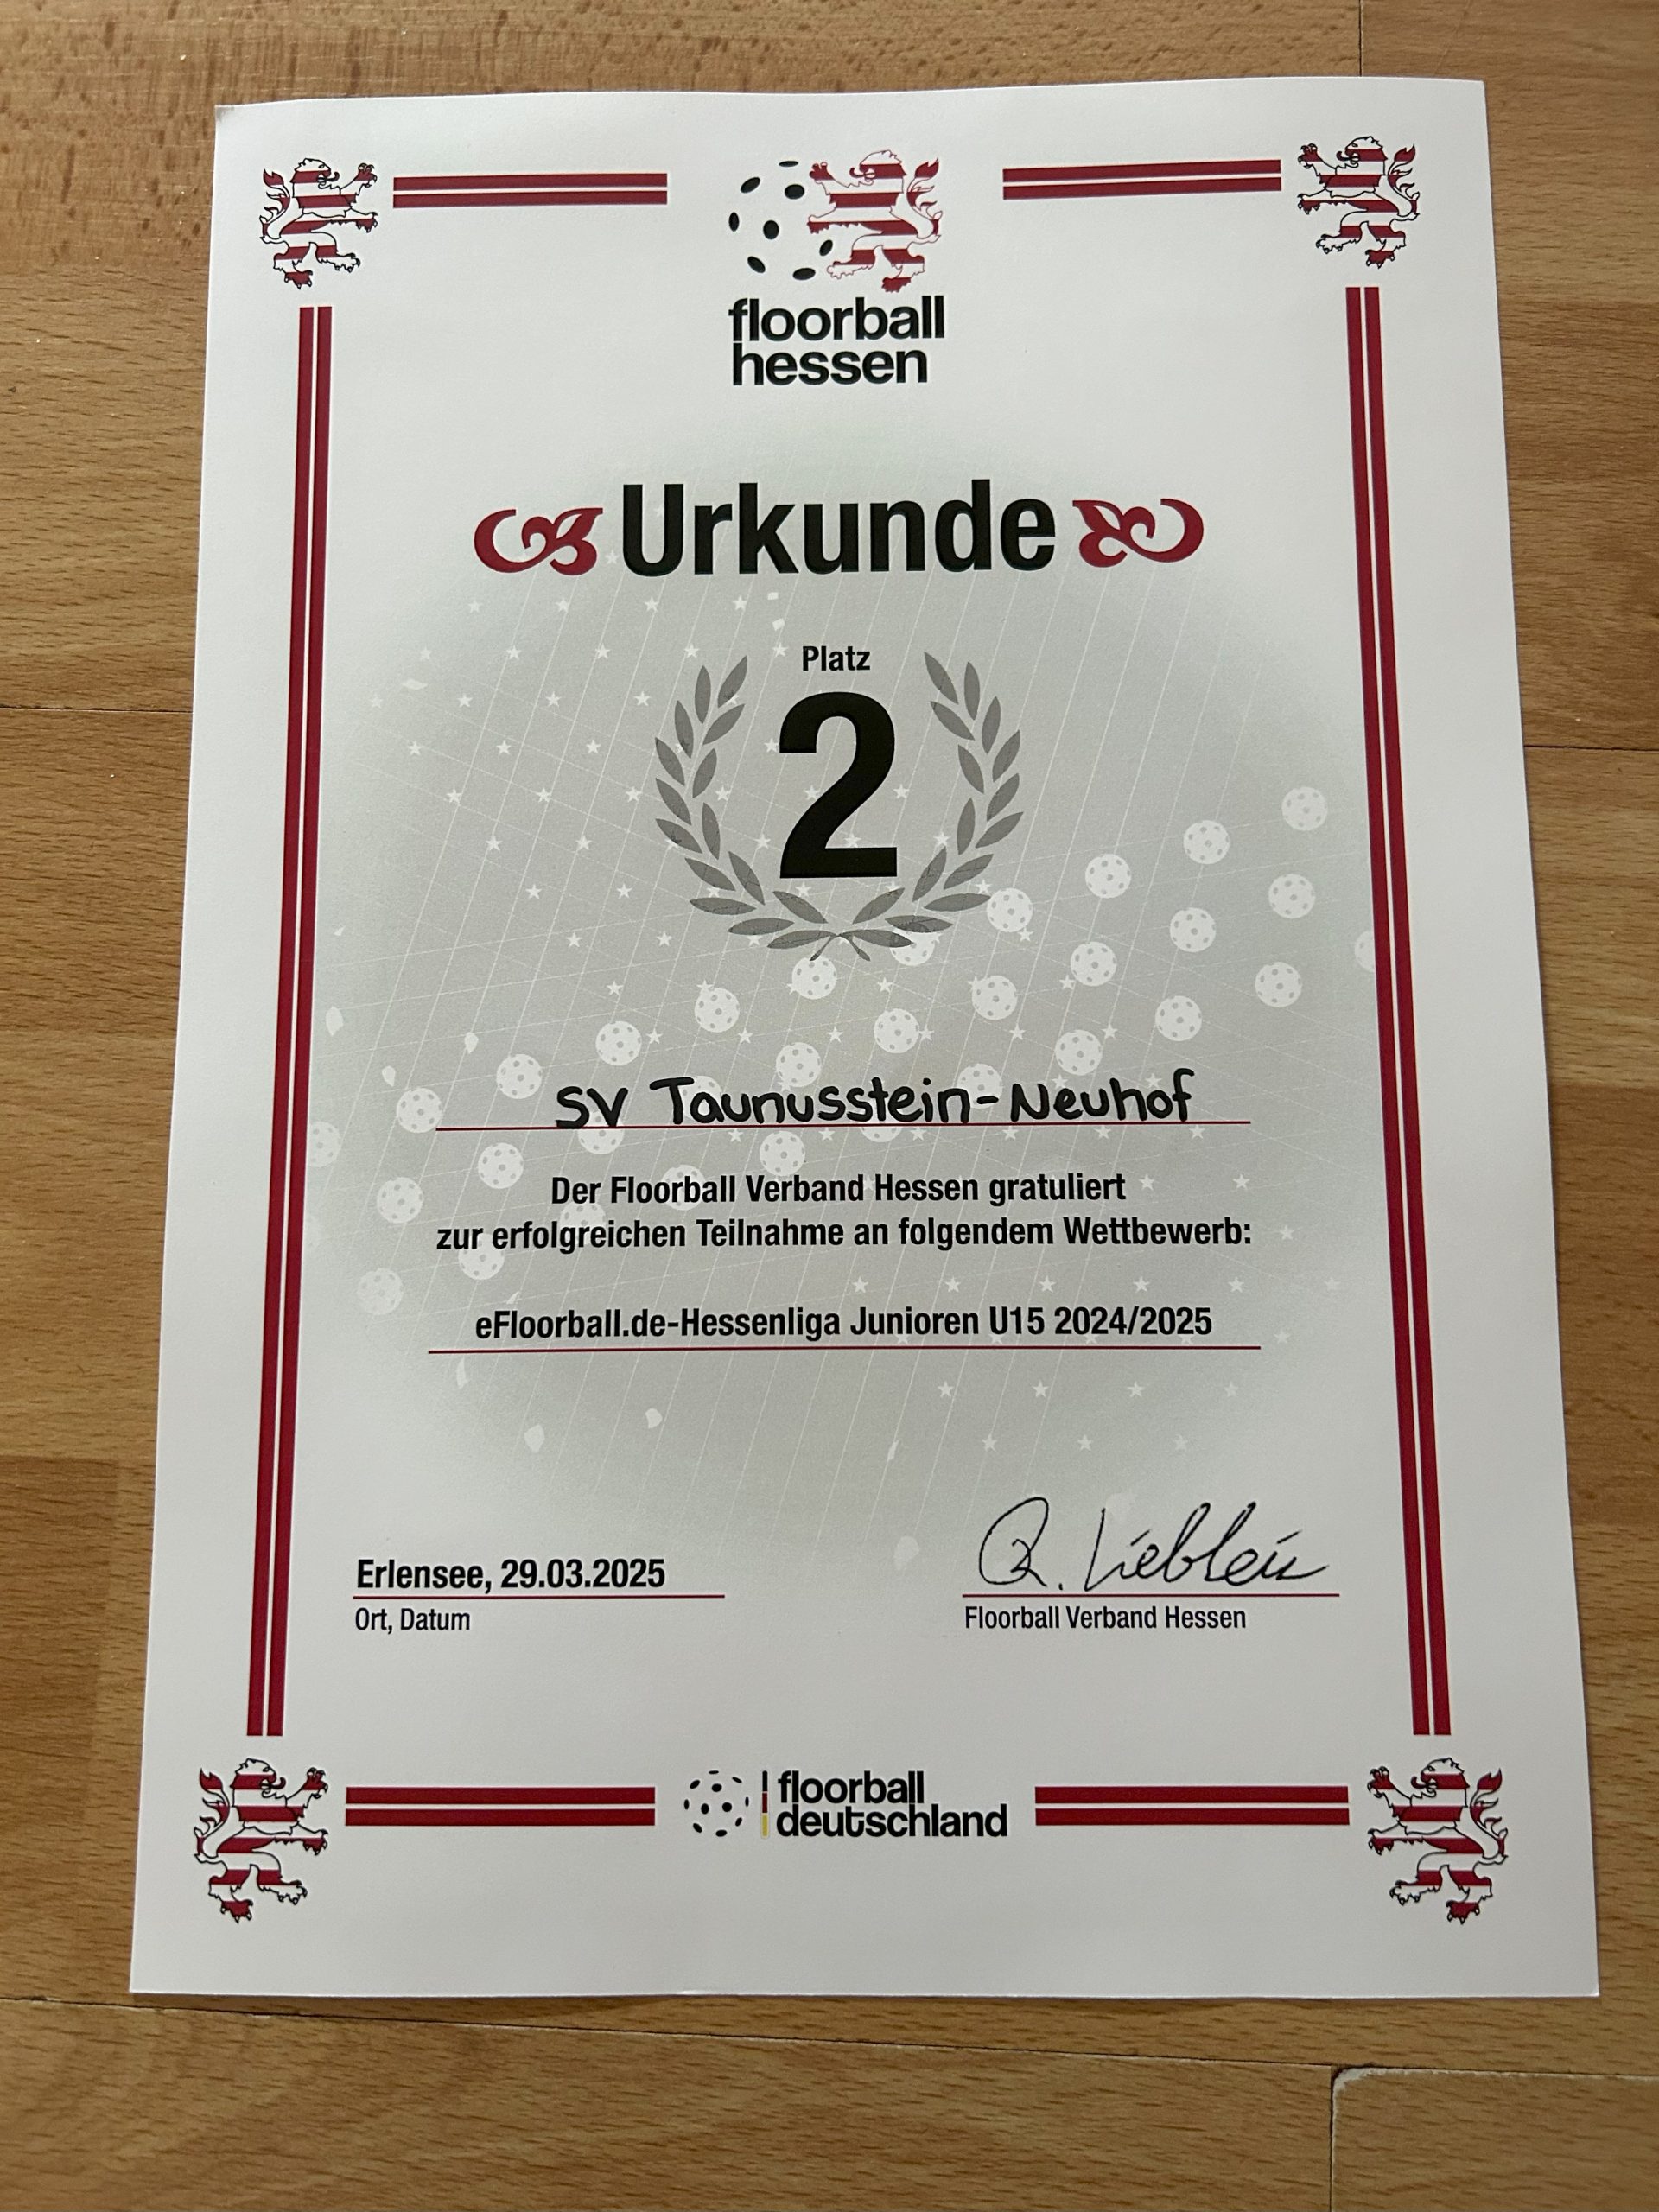 floorball
hessen
Urkunde
Platz
2
SV Taunusstein-Neuhof
Der Floorball Verband Hessen gratuliert
zur erfolgreichen Teilnahme an folgendem Wettbewerb:
eFloorball.de-Hessenliga Junioren U15 2024/2025
Erlensee, 29.03.2025
Ort, Datum
R. Lieblein
Floorball Verband Hessen
floorball
deutschland